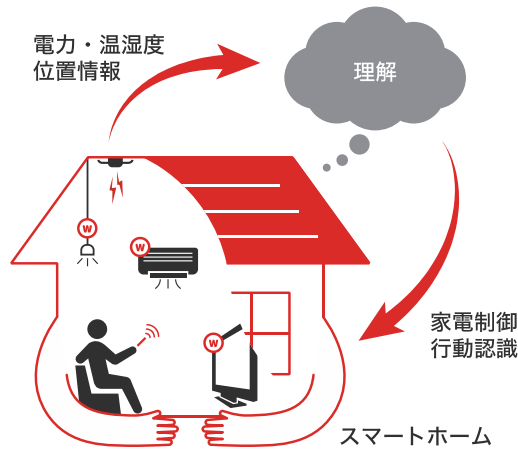 電力・温湿度
位置情報
理解
W
W
W
家電制御
行動認識
スマートホーム